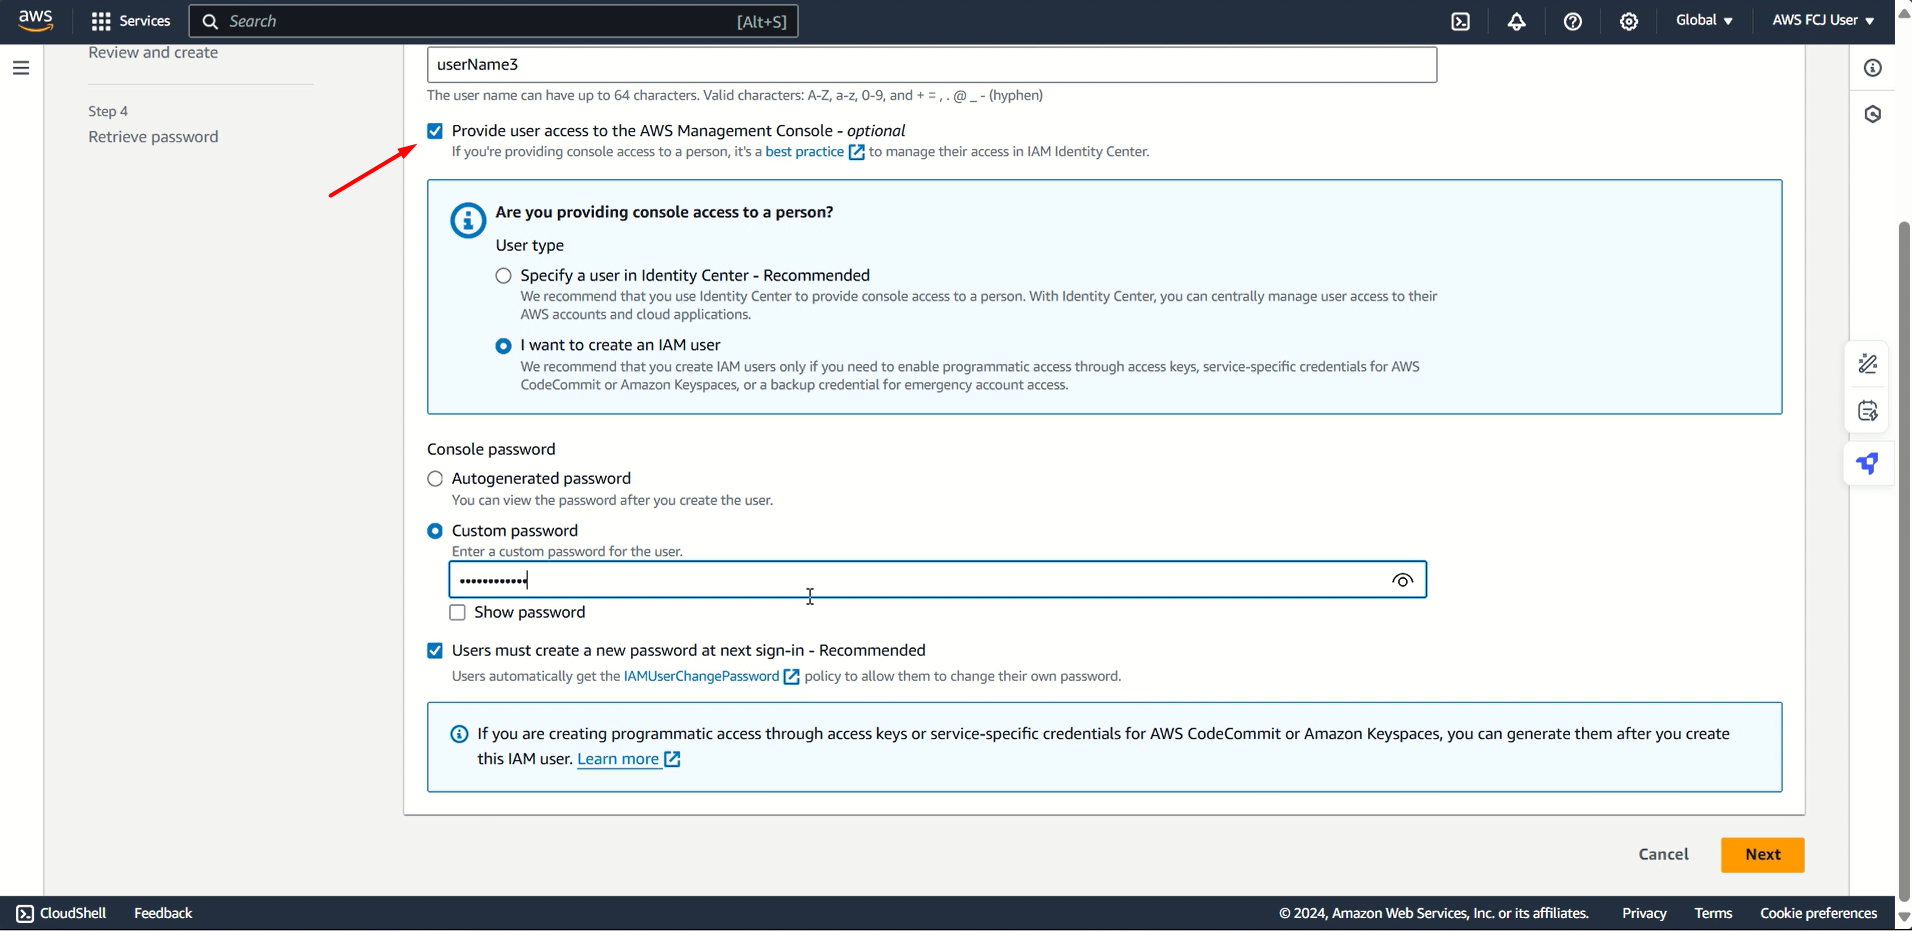 aws
Services
Search
[Alt+S]
Global
AWS FCJ User
Review and create
Step 4
Retrieve password
userName3
The user name can have up to 64 characters. Valid characters: A-Z, a-z, 0-9, and + = , . @ _ - (hyphen)
Provide user access to the AWS Management Console - optional
If you're providing console access to a person, it's a best practice to manage their access in IAM Identity Center.
Are you providing console access to a person?
User type
Specify a user in Identity Center - Recommended
We recommend that you use Identity Center to provide console access to a person. With Identity Center, you can centrally manage user access to their
AWS accounts and cloud applications.
I want to create an IAM user
We recommend that you create IAM users only if you need to enable programmatic access through access keys, service-specific credentials for AWS
CodeCommit or Amazon Keyspaces, or a backup credential for emergency account access.
Console password
Autogenerated password
You can view the password after you create the user.
Custom password
Enter a custom password for the user.
••••••••••••
Show password
Users must create a new password at next sign-in - Recommended
Users automatically get the IAMUserChangePassword policy to allow them to change their own password.
If you are creating programmatic access through access keys or service-specific credentials for AWS CodeCommit or Amazon Keyspaces, you can generate them after you create
this IAM user. Learn more
Cancel
Next
CloudShell
Feedback
© 2024, Amazon Web Services, Inc. or its affiliates.
Privacy
Terms
Cookie preferences